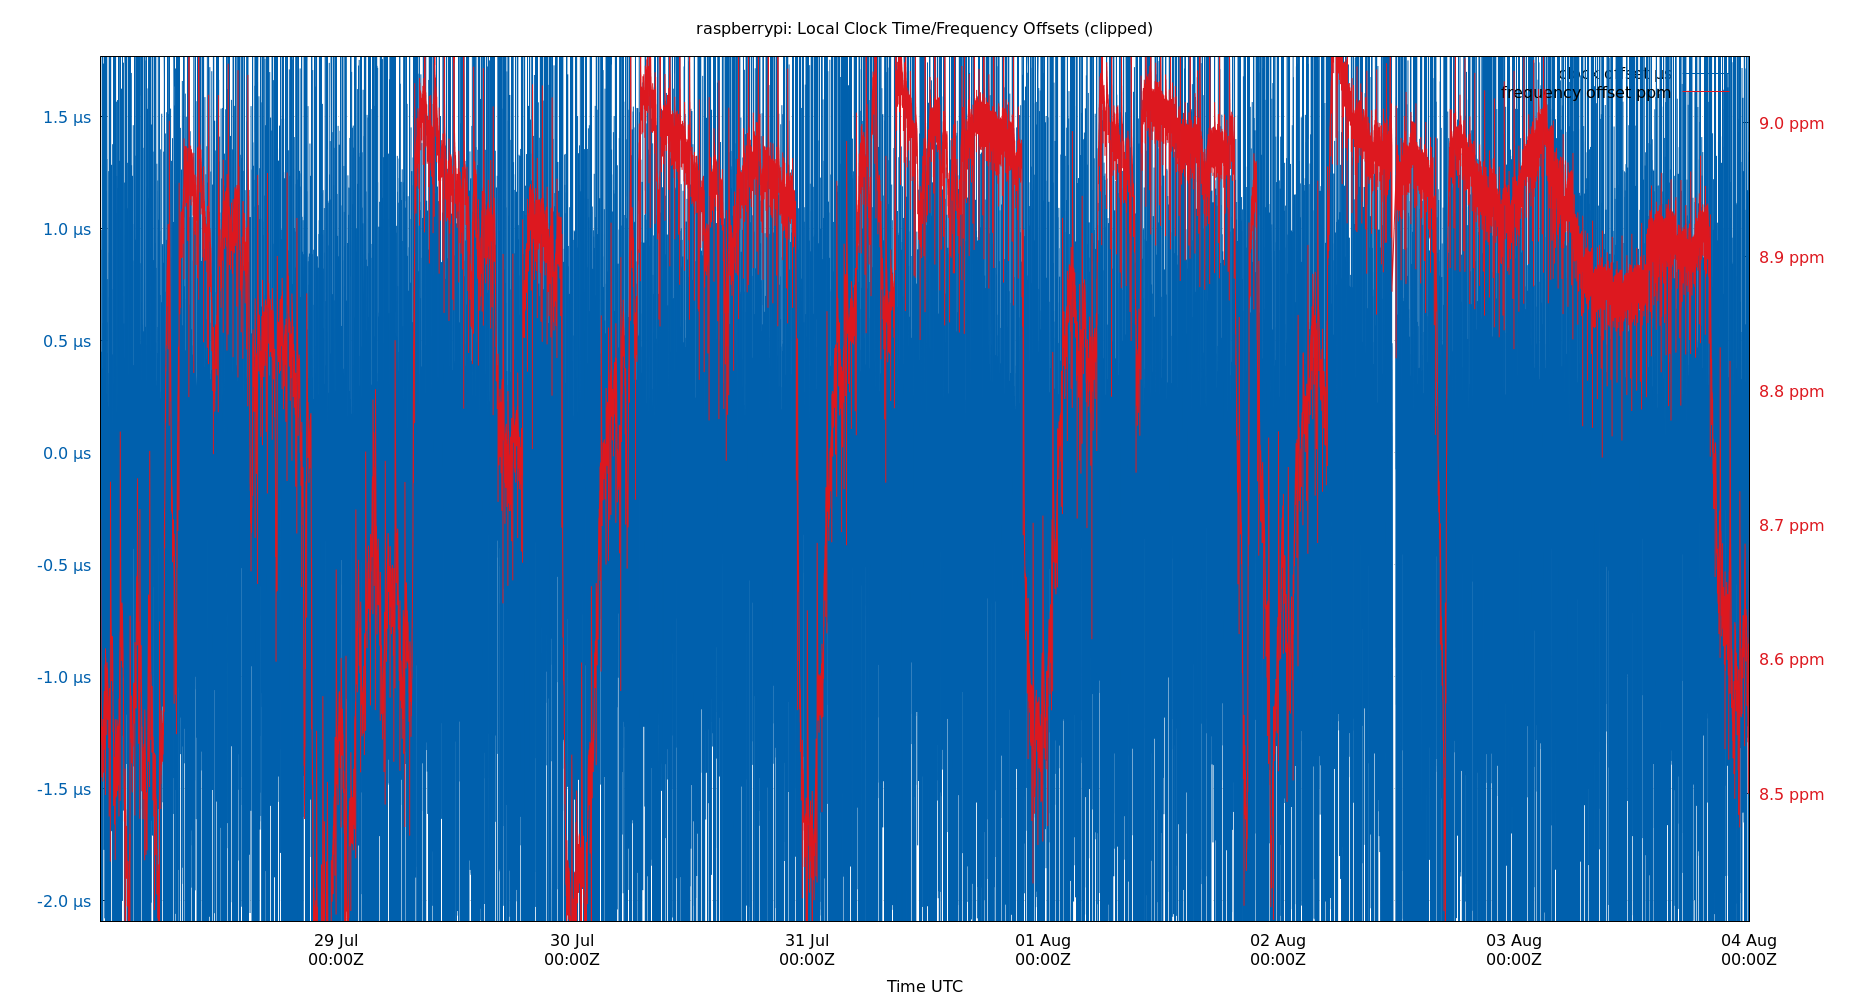 raspberrypi: Local Clock Time/Frequency Offsets (clipped)
clock offset μs
frequency offset ppm
1.5 μs
1.0 μs
0.5 μs
0.0 μs
-0.5 μs
-1.0 μs
-1.5 μs
-2.0 μs
9.0 ppm
8.9 ppm
8.8 ppm
8.7 ppm
8.6 ppm
8.5 ppm
29 Jul
00:00Z
30 Jul
00:00Z
31 Jul
00:00Z
01 Aug
00:00Z
02 Aug
00:00Z
03 Aug
00:00Z
04 Aug
00:00Z
Time UTC